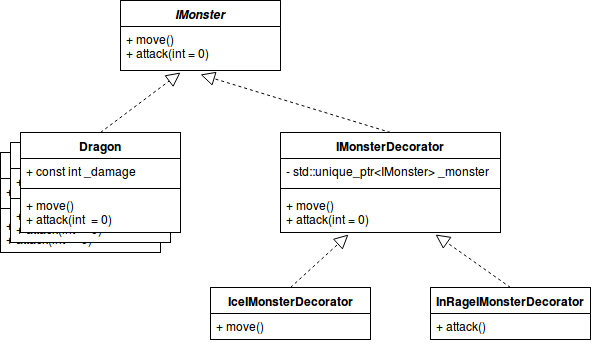 IMonster
+ move()
+ attack(int = 0)
Dragon
+ const int _damage
+ move()
+ attack(int  = 0)
IMonsterDecorator
- std::unique_ptr<IMonster> _monster
+ move()
+ attack(int = 0)
IceIMonsterDecorator
+ move()
InRageIMonsterDecorator
+ attack()